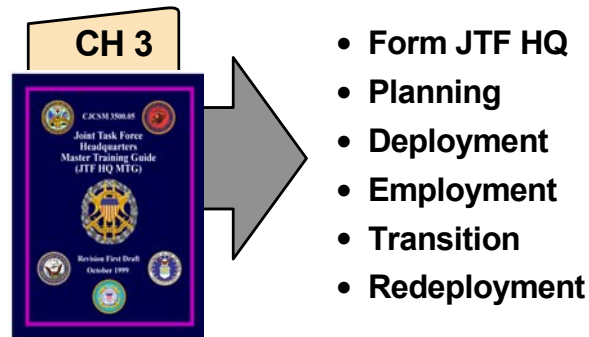 CH 3
CJCSM 3500.05
Joint Task Force
Headquarters
Master Training Guide
(JTF HQ MTG)
Revision First Draft
October 1999
• Form JTF HQ
• Planning
• Deployment
• Employment
• Transition
• Redeployment